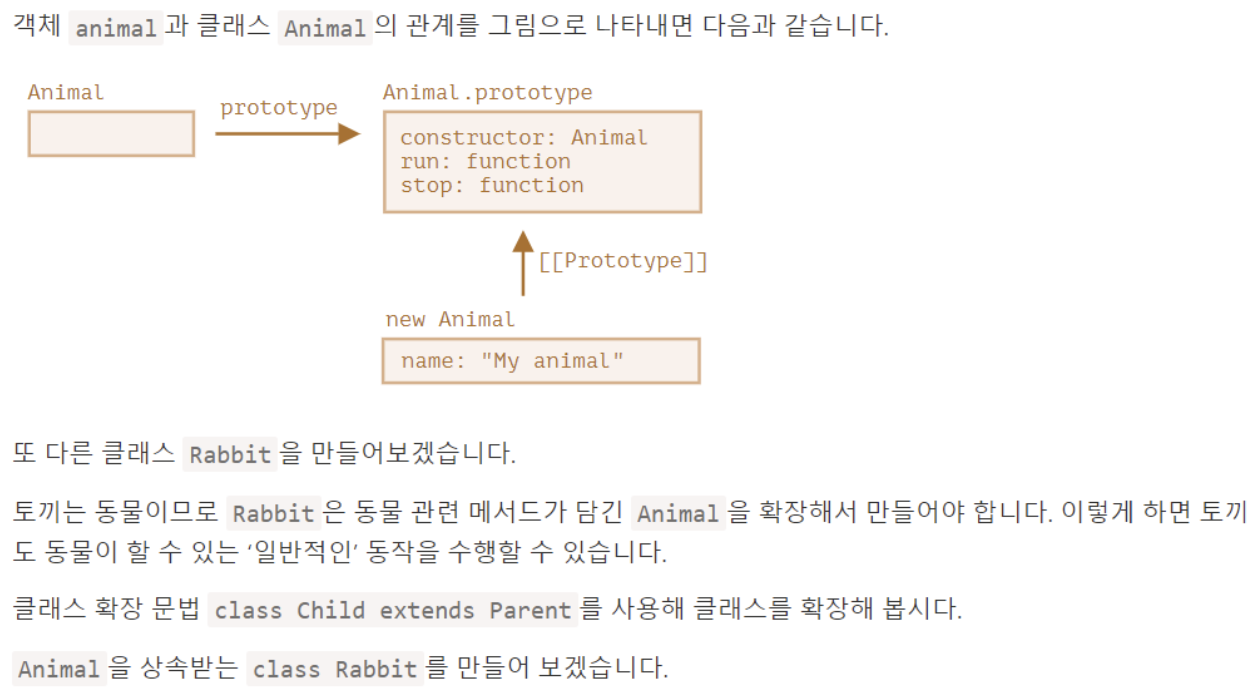 객체 animal과 클래스 Animal의 관계를 그림으로 나타내면 다음과 같습니다.
Animal
prototype
Animal.prototype
constructor: Animal
run: function
stop: function
[[Prototype]]
new Animal
name: "My animal"
또 다른 클래스 Rabbit을 만들어보겠습니다.
토끼는 동물이므로 Rabbit은 동물 관련 메서드가 담긴 Animal을 확장해서 만들어야 합니다. 이렇게 하면 토끼
도 동물이 할 수 있는 ‘일반적인’ 동작을 수행할 수 있습니다.
클래스 확장 문법 class Child extends Parent를 사용해 클래스를 확장해 봅시다.
Animal을 상속받는 class Rabbit를 만들어 보겠습니다.